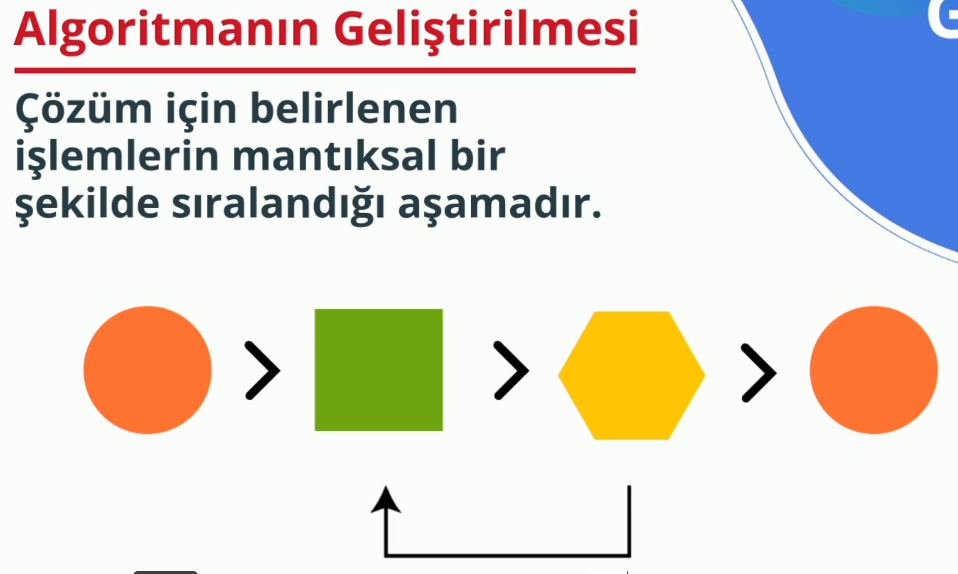 Algoritmanın Geliştirilmesi
Çözüm için belirlenen
işlemlerin mantıksal bir
şekilde sıralandığı aşamadır.